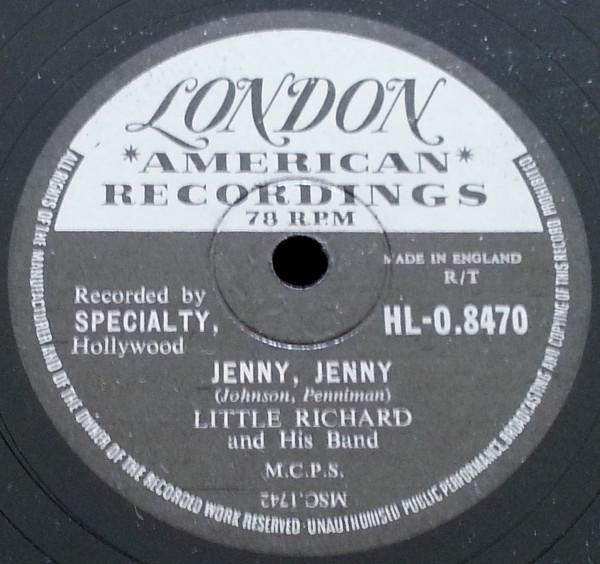 LONDON
*AMERICAN*
RECORDINGS
78 R.P.M
MADE IN ENGLAND
R/T
Recorded by
SPECIALTY,
Hollywood
HL-O.8470
JENNY, JENNY
(Johnson, Penniman)
LITTLE RICHARD
and His Band
M.C.P.S.
MSC.1742
ALL RIGHTS OF THE MANUFACTURER AND OF THE OWNER OF THE RECORDED WORK RESERVED · UNAUTHORISED PUBLIC PERFORMANCE, BROADCASTING AND COPYING OF THIS RECORD PROHIBITED